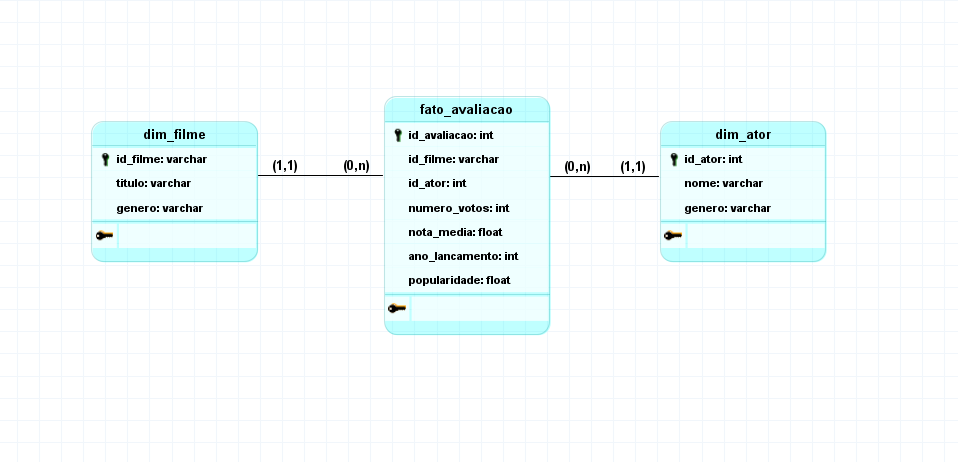 dim_filme
id_filme: varchar
titulo: varchar
genero: varchar
(1,1)
(0,n)
fato_avaliacao
id_avaliacao: int
id_filme: varchar
id_ator: int
numero_votos: int
nota_media: float
ano_lancamento: int
popularidade: float
(0,n)
(1,1)
dim_ator
id_ator: int
nome: varchar
genero: varchar